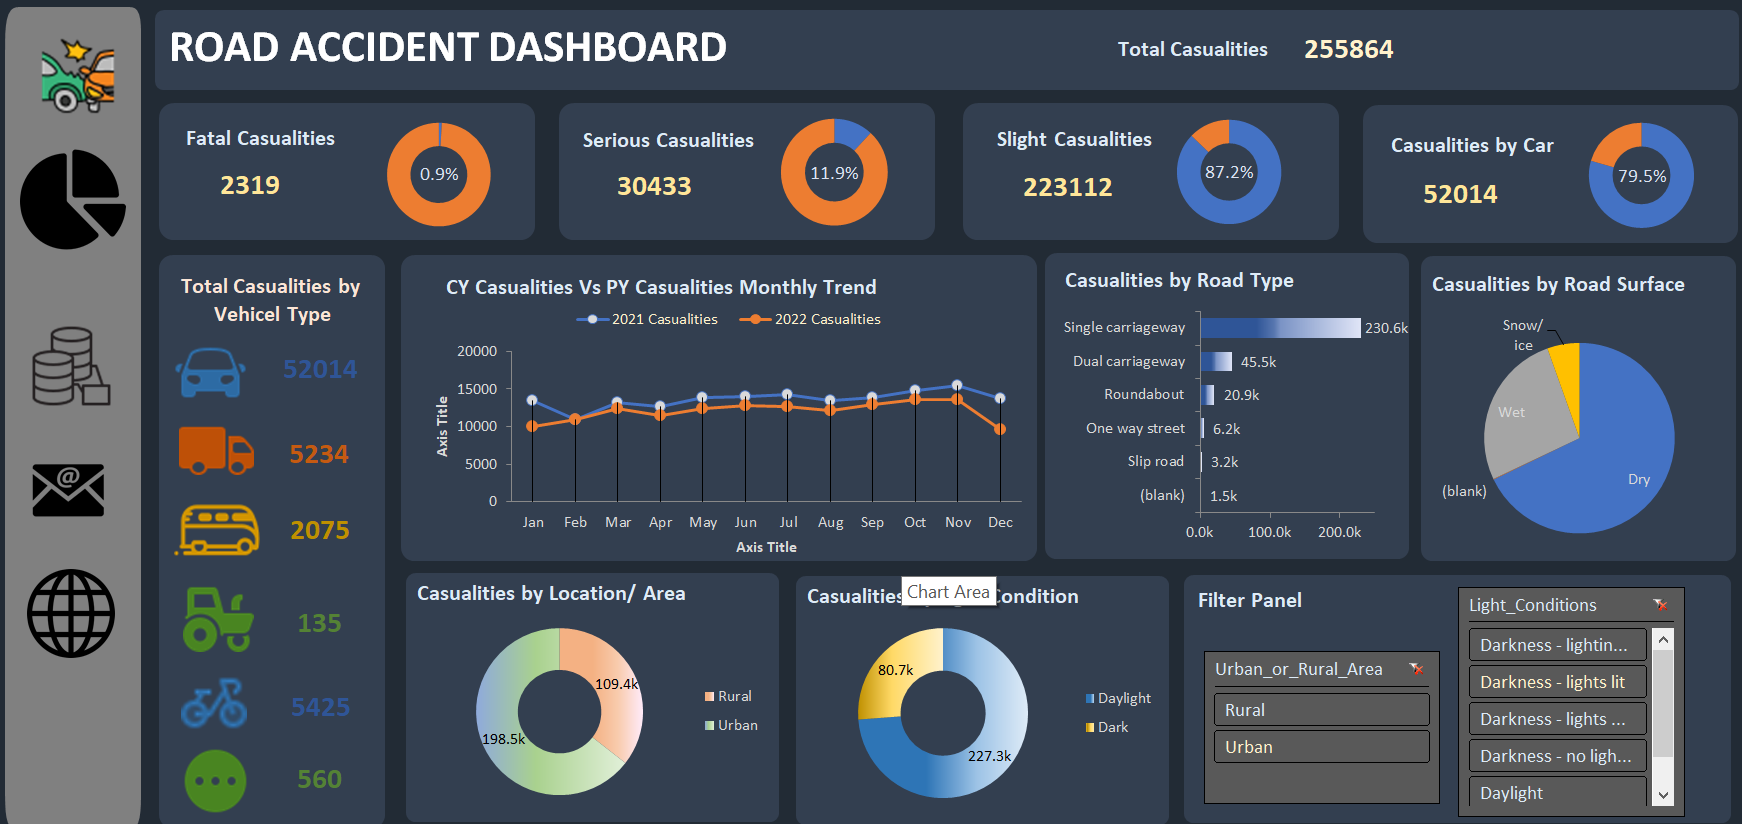 ROAD ACCIDENT DASHBOARD
Total Casualities 255864
Fatal Casualities
2319
0.9%
Serious Casualities
30433
11.9%
Slight Casualities
223112
87.2%
Casualities by Car
52014
79.5%
Total Casualities by
Vehicel Type
52014
5234
2075
135
5425
560
CY Casualities Vs PY Casualities Monthly Trend
2021 Casualities 2022 Casualities
20000
15000
10000
5000
0
Axis Title
Jan Feb Mar Apr May Jun Jul Aug Sep Oct Nov Dec
Axis Title
Casualities by Road Type
Single carriageway 230.6k
Dual carriageway 45.5k
Roundabout 20.9k
One way street 6.2k
Slip road 3.2k
(blank) 1.5k
0.0k 100.0k 200.0k
Casualities by Road Surface
Snow/
ice
Wet
Dry
(blank)
Casualities by Location/ Area
109.4k
198.5k
Rural
Urban
Casualities
Chart Area
ondition
80.7k
227.3k
Daylight
Dark
Filter Panel
Urban_or_Rural_Area
Rural
Urban
Light_Conditions
Darkness - lightin...
Darkness - lights lit
Darkness - lights ...
Darkness - no ligh...
Daylight